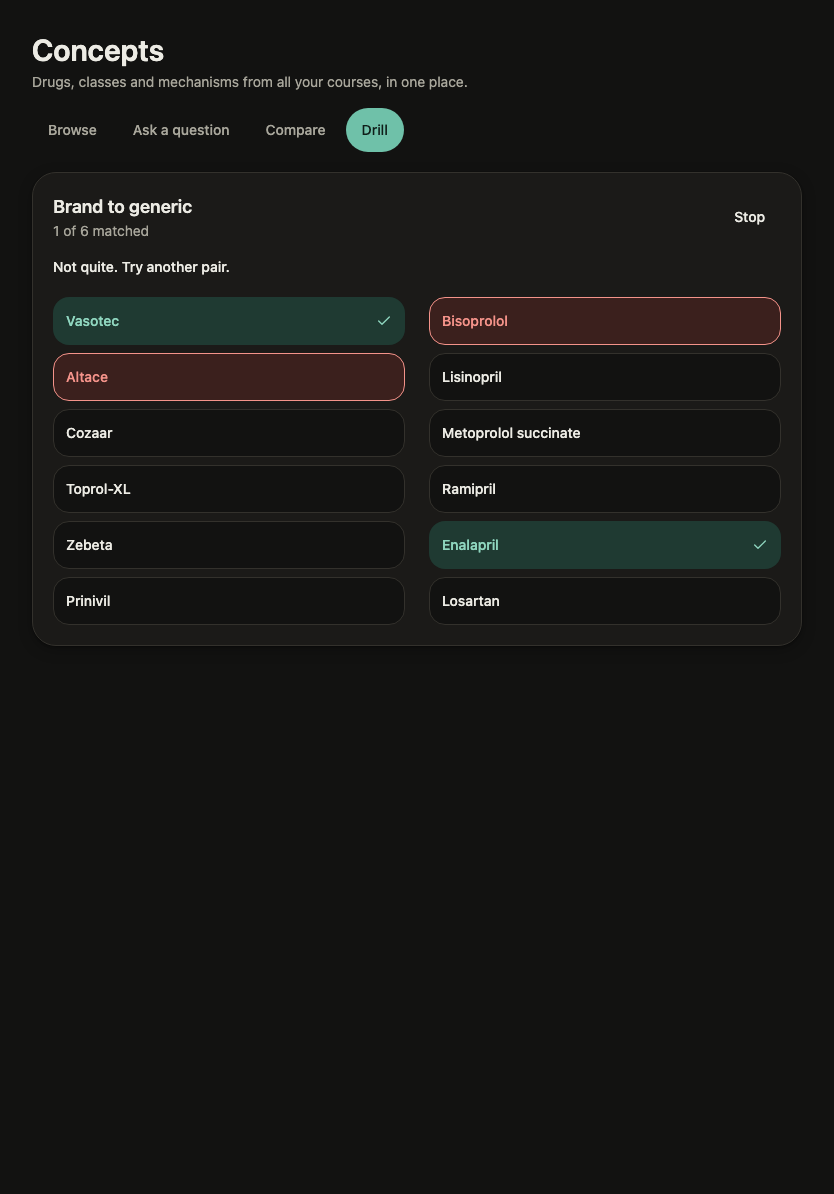 Concepts
Drugs, classes and mechanisms from all your courses, in one place.
Browse Ask a question Compare Drill
Brand to generic
Stop
1 of 6 matched
Not quite. Try another pair.
Vasotec Bisoprolol
Altace Lisinopril
Cozaar Metoprolol succinate
Toprol-XL Ramipril
Zebeta Enalapril
Prinivil Losartan